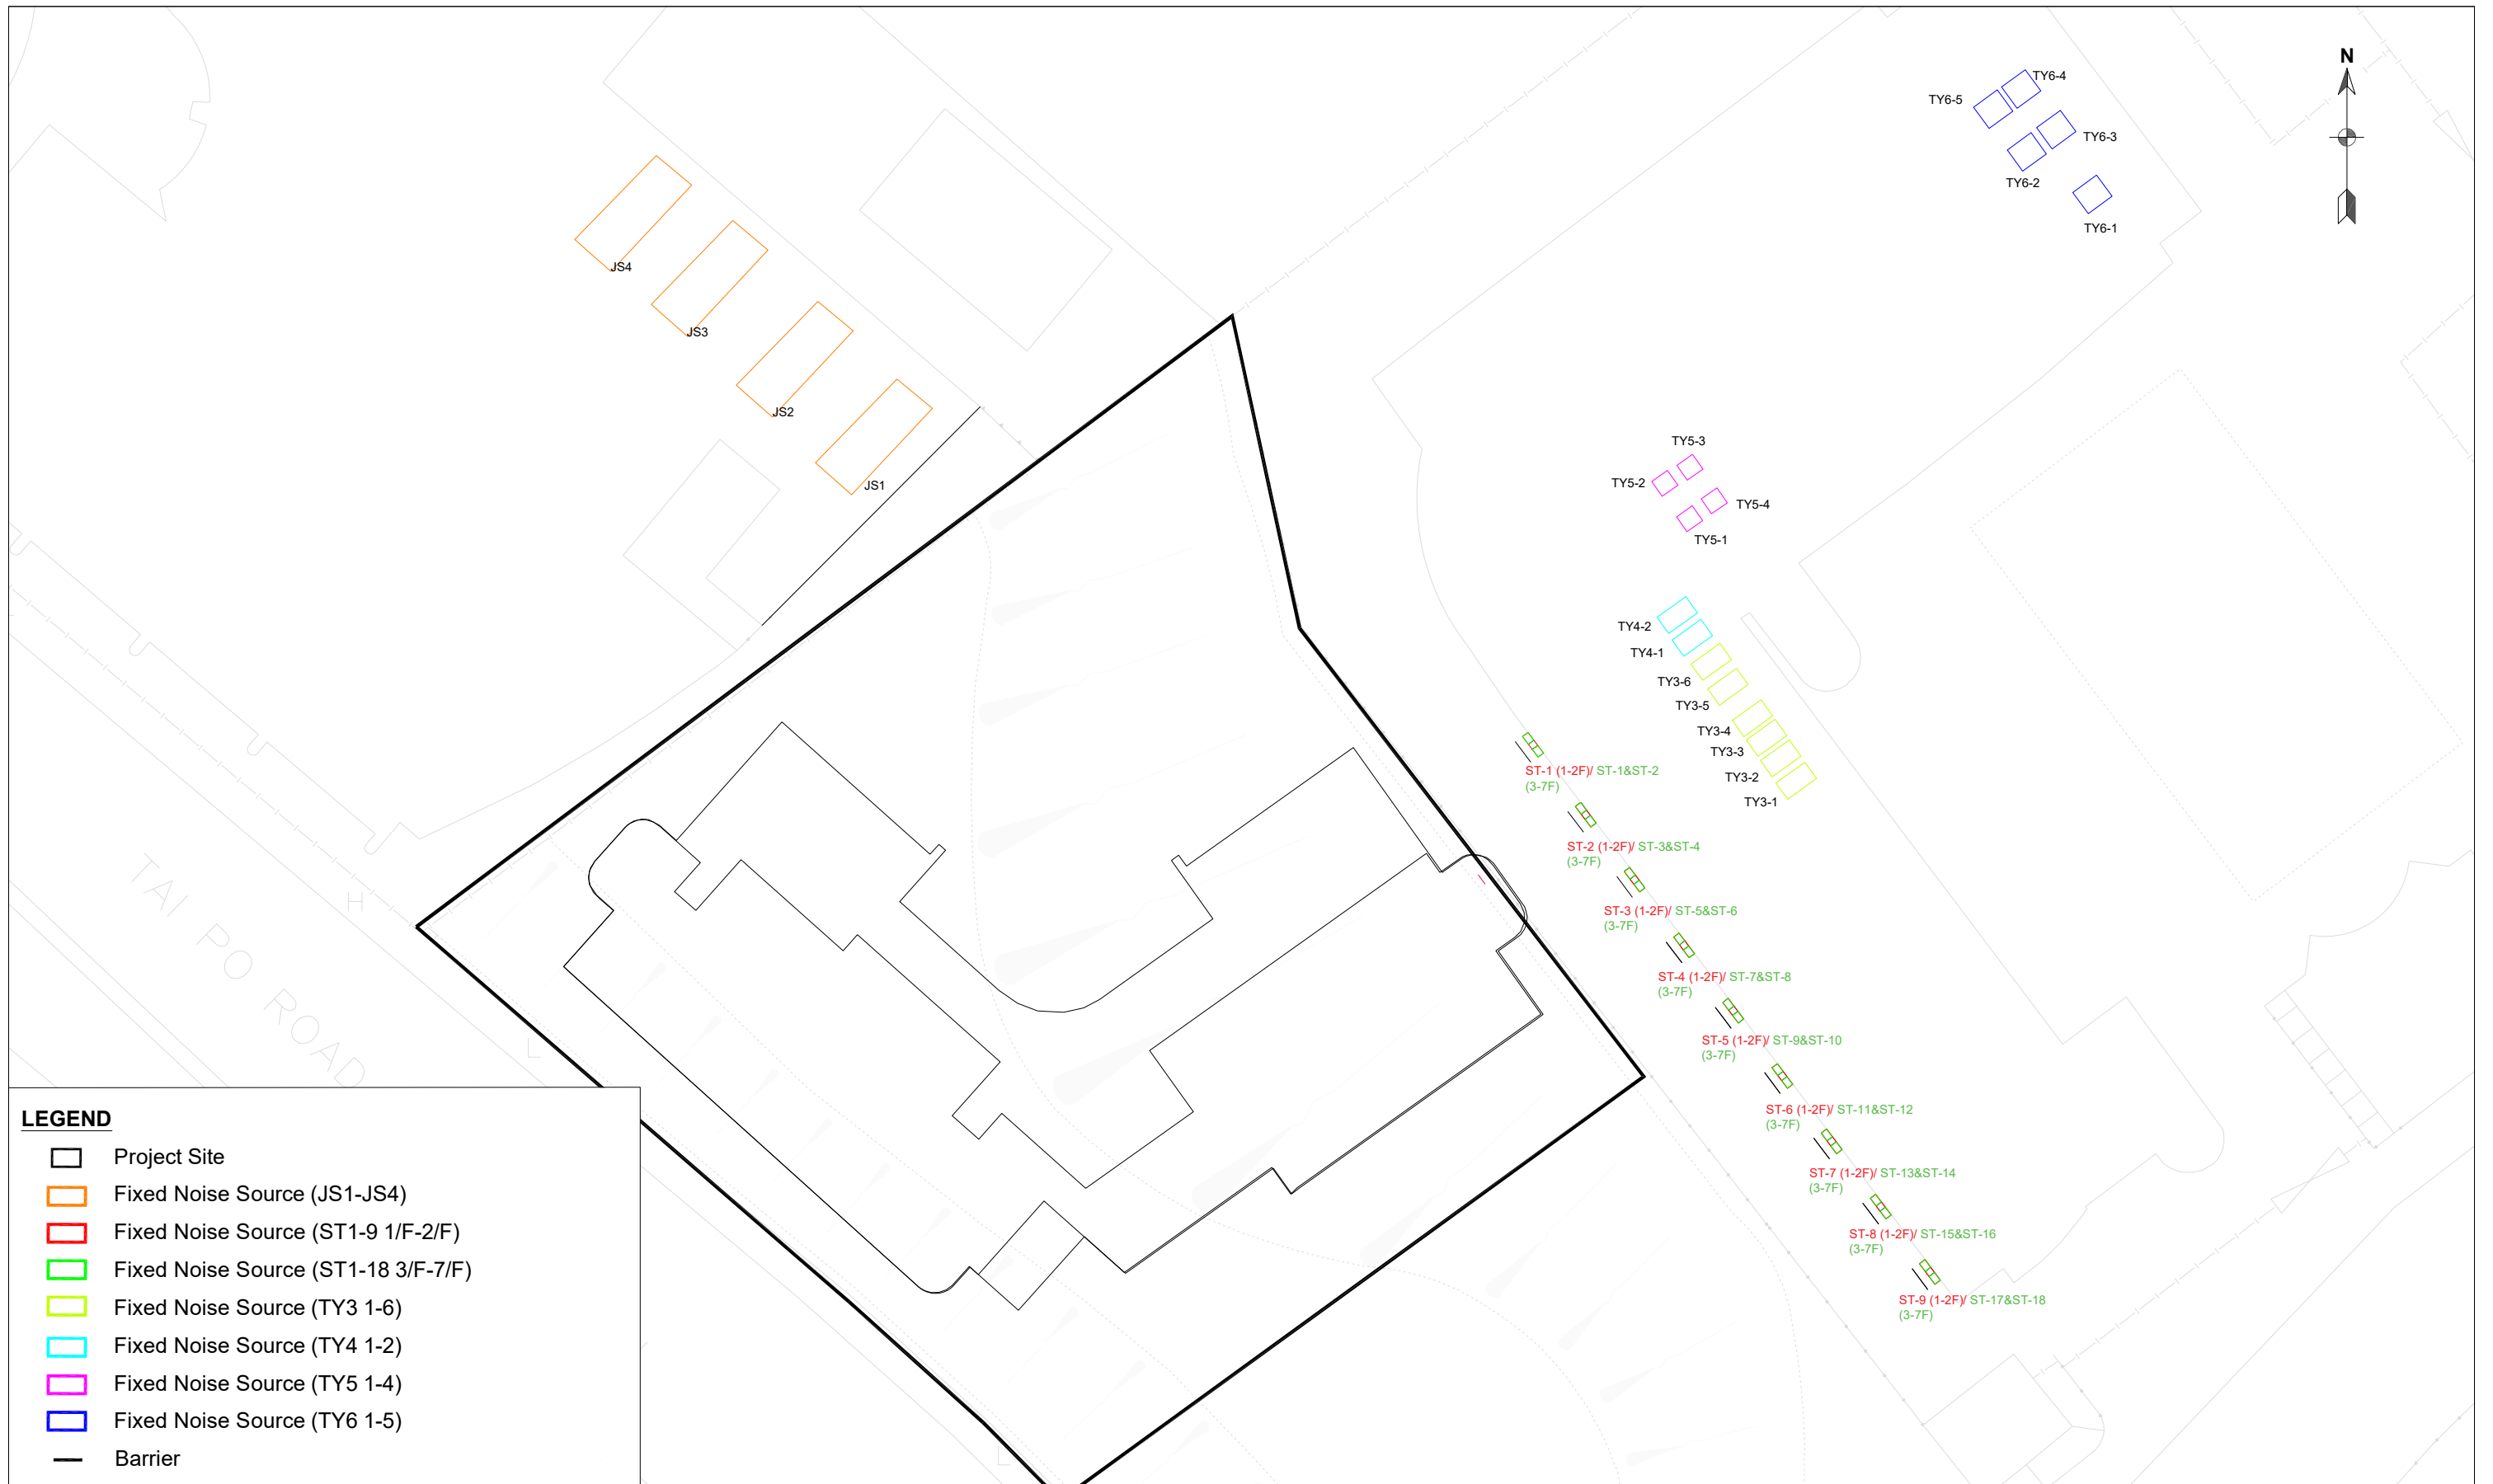 N
TY6-4
TY6-5
TY6-3
TY6-2
TY6-1
JS4
JS3
JS2
JS1
TY5-3
TY5-2
TY5-4
TY5-1
TY4-2
TY4-1
TY3-6
TY3-5
TY3-4
TY3-3
TY3-2
TY3-1
ST-1 (1-2F)/ ST-1&ST-2
(3-7F)
ST-2 (1-2F)/ ST-3&ST-4
(3-7F)
ST-3 (1-2F)/ ST-5&ST-6
(3-7F)
ST-4 (1-2F)/ ST-7&ST-8
(3-7F)
ST-5 (1-2F)/ ST-9&ST-10
(3-7F)
ST-6 (1-2F)/ ST-11&ST-12
(3-7F)
ST-7 (1-2F)/ ST-13&ST-14
(3-7F)
ST-8 (1-2F)/ ST-15&ST-16
(3-7F)
ST-9 (1-2F)/ ST-17&ST-18
(3-7F)
TAI PO ROAD
H
L
L
LEGEND
Project Site
Fixed Noise Source (JS1-JS4)
Fixed Noise Source (ST1-9 1/F-2/F)
Fixed Noise Source (ST1-18 3/F-7/F)
Fixed Noise Source (TY3 1-6)
Fixed Noise Source (TY4 1-2)
Fixed Noise Source (TY5 1-4)
Fixed Noise Source (TY6 1-5)
Barrier